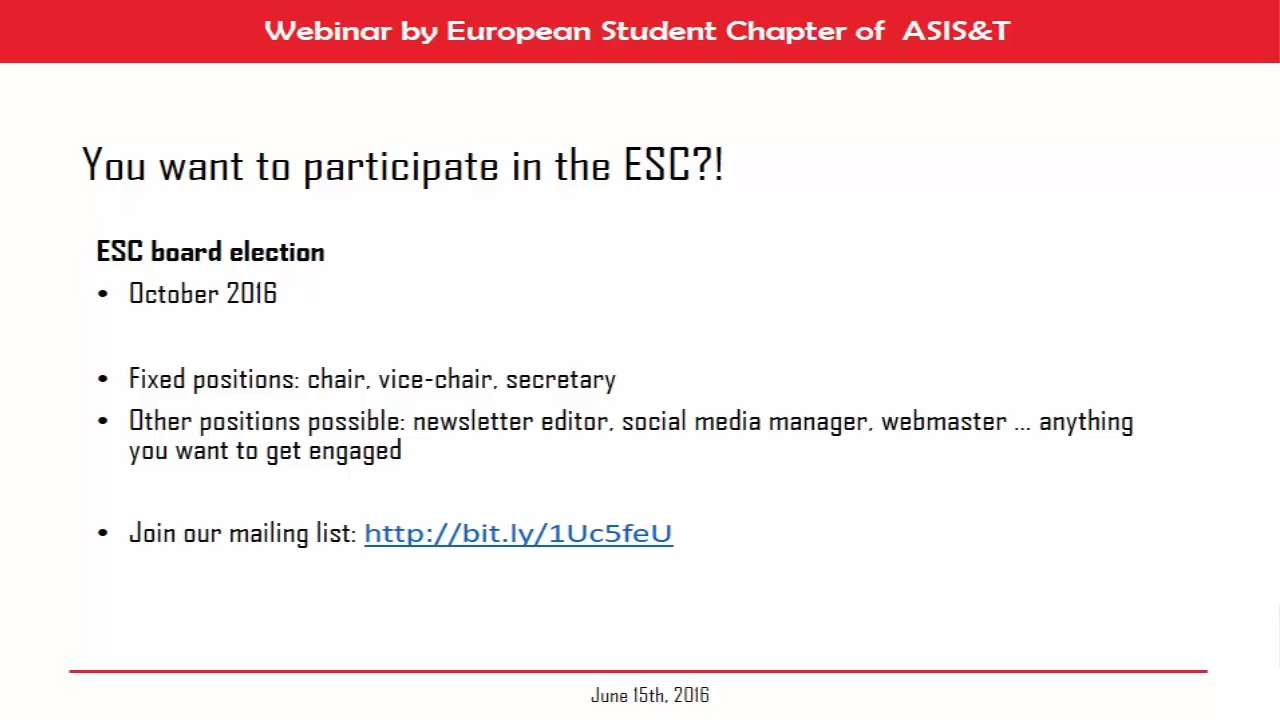 Webinar by European Student Chapter of ASIS&T
You want to participate in the ESC?!
ESC board election
• October 2016
• Fixed positions: chair, vice-chair, secretary
• Other positions possible: newsletter editor, social media manager, webmaster ... anything
you want to get engaged
• Join our mailing list: http://bit.ly/1Uc5feU
June 15th, 2016